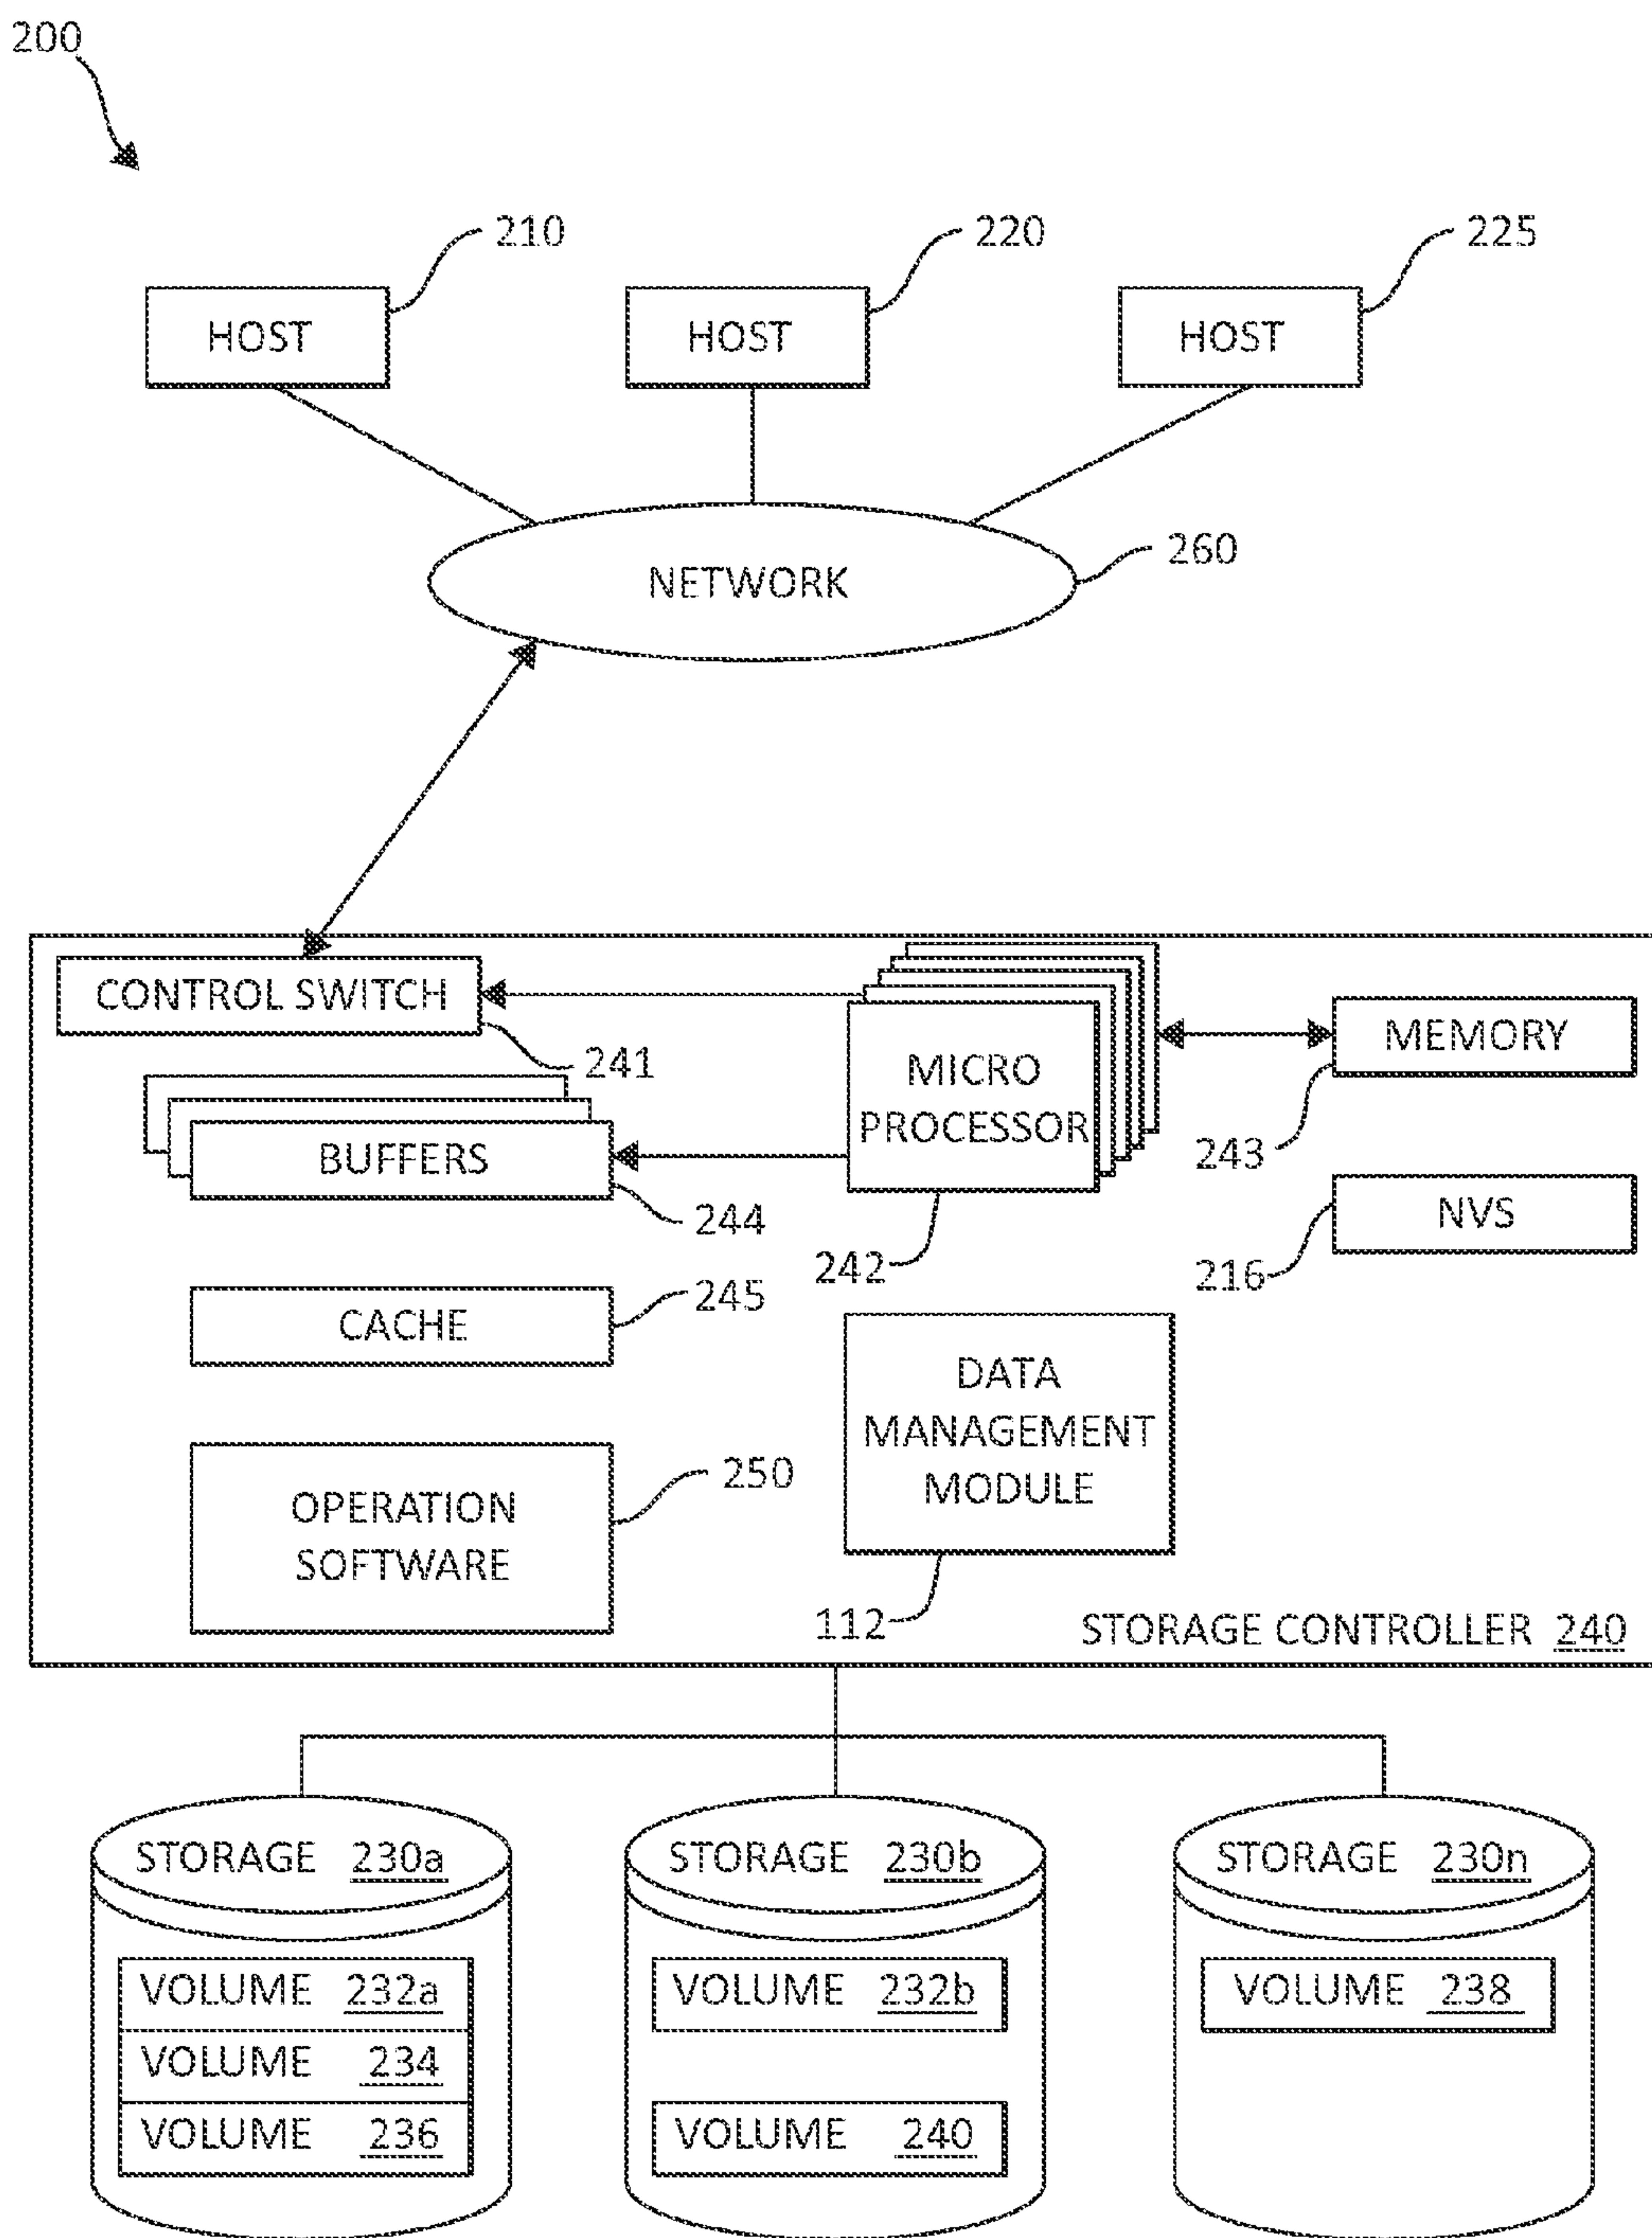 200
210
220
225
HOST
HOST
HOST
260
NETWORK
CONTROL SWITCH
241
MICRO
PROCESSOR
242
MEMORY
243
BUFFERS
244
NVS
216
CACHE
245
DATA
MANAGEMENT
MODULE
112
OPERATION
SOFTWARE
250
STORAGE CONTROLLER 240
STORAGE 230a
VOLUME 232a
VOLUME 234
VOLUME 236
STORAGE 230b
VOLUME 232b
VOLUME 240
STORAGE 230n
VOLUME 238